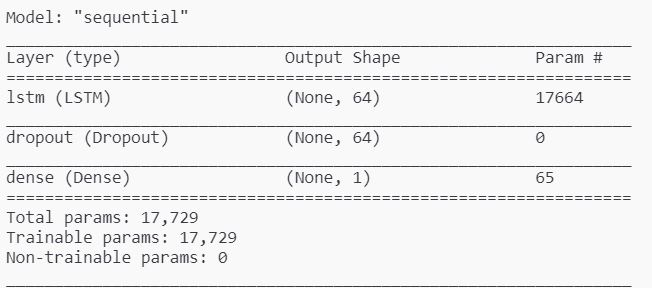 Model: "sequential"
_________________________________________________________________
Layer (type)                 Output Shape              Param #
=================================================================
lstm (LSTM)                  (None, 64)                17664
_________________________________________________________________
dropout (Dropout)            (None, 64)                0
_________________________________________________________________
dense (Dense)                (None, 1)                 65
=================================================================
Total params: 17,729
Trainable params: 17,729
Non-trainable params: 0
_________________________________________________________________